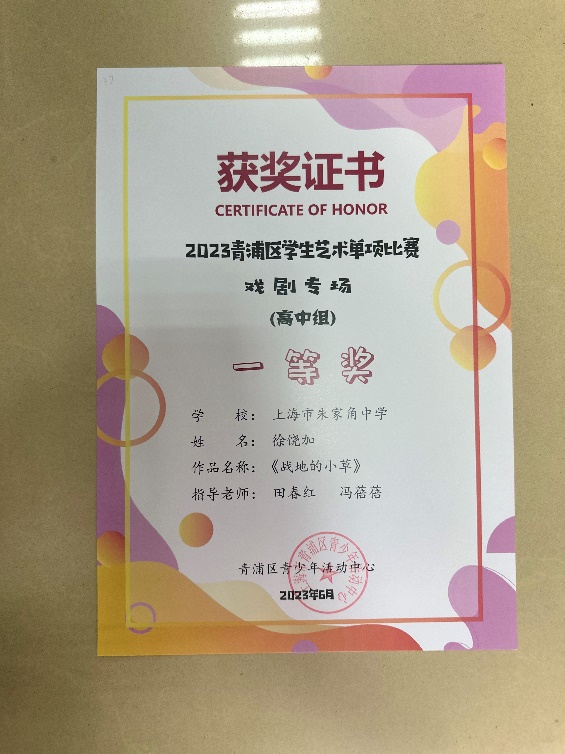 获奖证书
CERTIFICATE OF HONOR
2023青浦区学生艺术单项比赛
戏剧专场
(高中组)
一等奖
学 校： 上海市朱家角中学
姓 名： 徐饶加
作品名称：《战地的小草》
指导老师： 田春红 冯蓓蓓
青浦区青少年活动中心
2023年6月